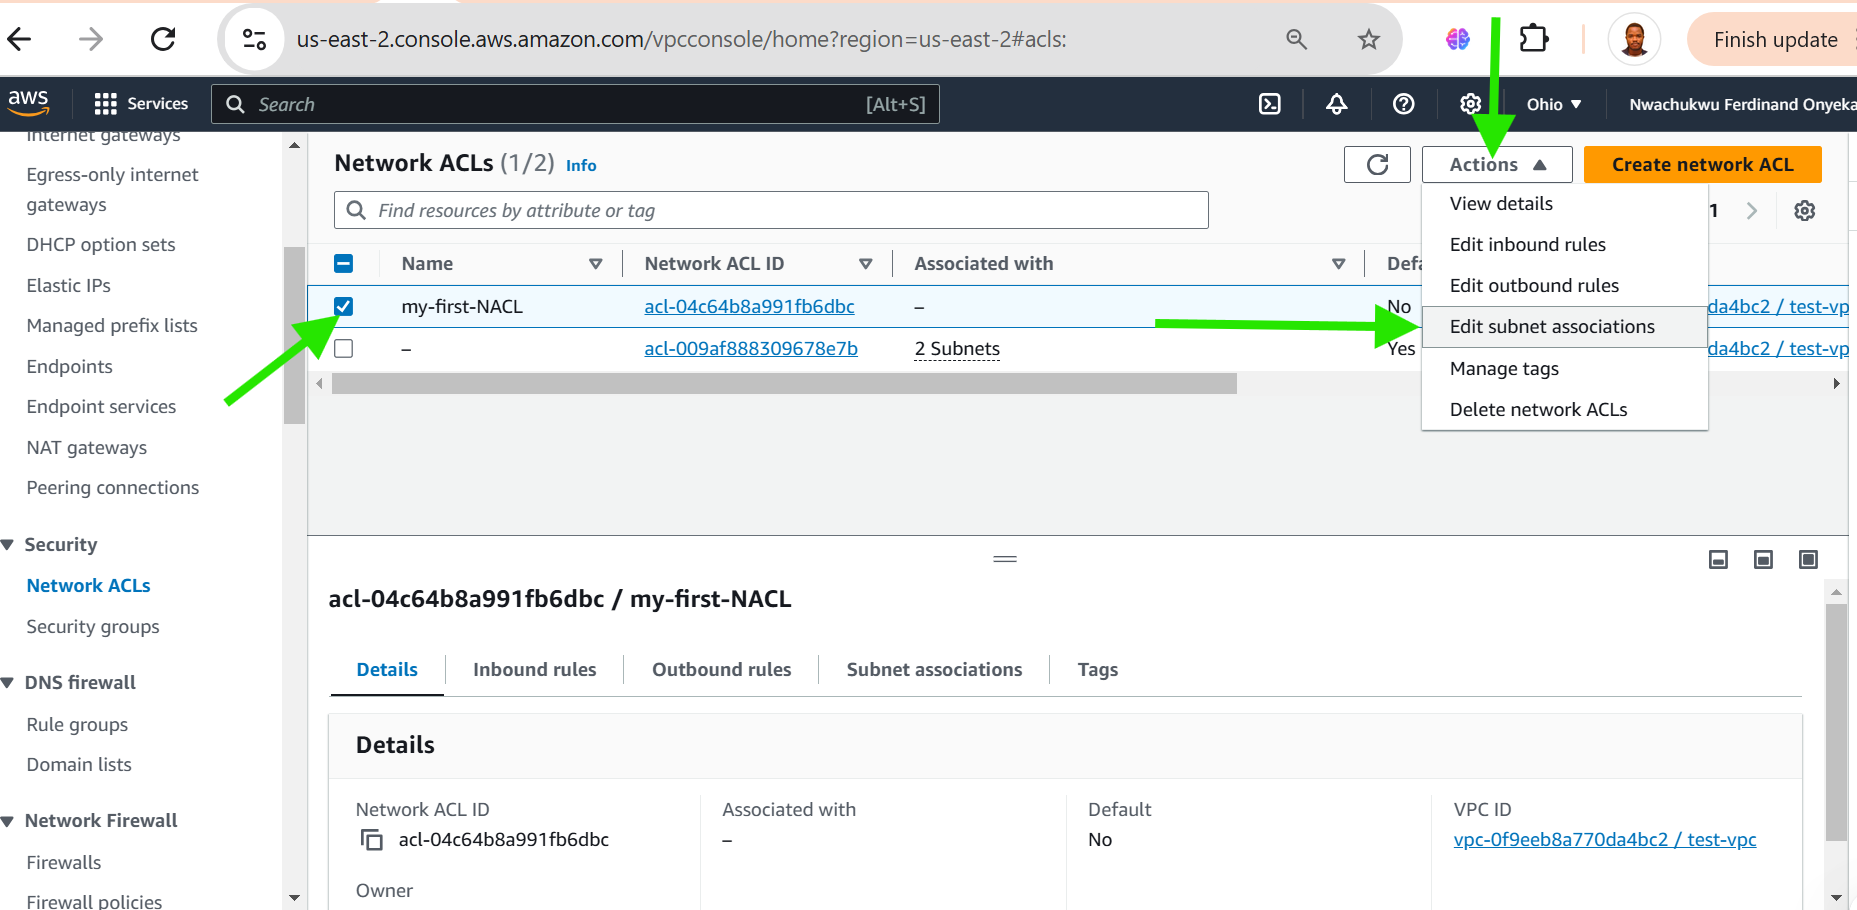 us-east-2.console.aws.amazon.com/vpcconsole/home?region=us-east-2#acls:
Finish update
aws
Services
Search
[Alt+S]
Ohio
Nwachukwu Ferdinand Onyeka
Internet gateways
Egress-only internet
gateways
DHCP option sets
Elastic IPs
Managed prefix lists
Endpoints
Endpoint services
NAT gateways
Peering connections
Security
Network ACLs
Security groups
DNS firewall
Rule groups
Domain lists
Network Firewall
Firewalls
Firewall policies
Network ACLs (1/2) Info
Actions
Create network ACL
Find resources by attribute or tag
1
View details
Edit inbound rules
Edit outbound rules
Edit subnet associations
Manage tags
Delete network ACLs
Name
Network ACL ID
Associated with
Defa
my-first-NACL
acl-04c64b8a991fb6dbc
–
No
da4bc2 / test-vp
–
acl-009af888309678e7b
2 Subnets
Yes
da4bc2 / test-vp
acl-04c64b8a991fb6dbc / my-first-NACL
Details
Inbound rules
Outbound rules
Subnet associations
Tags
Details
Network ACL ID
acl-04c64b8a991fb6dbc
Associated with
–
Default
No
VPC ID
vpc-0f9eeb8a770da4bc2 / test-vpc
Owner